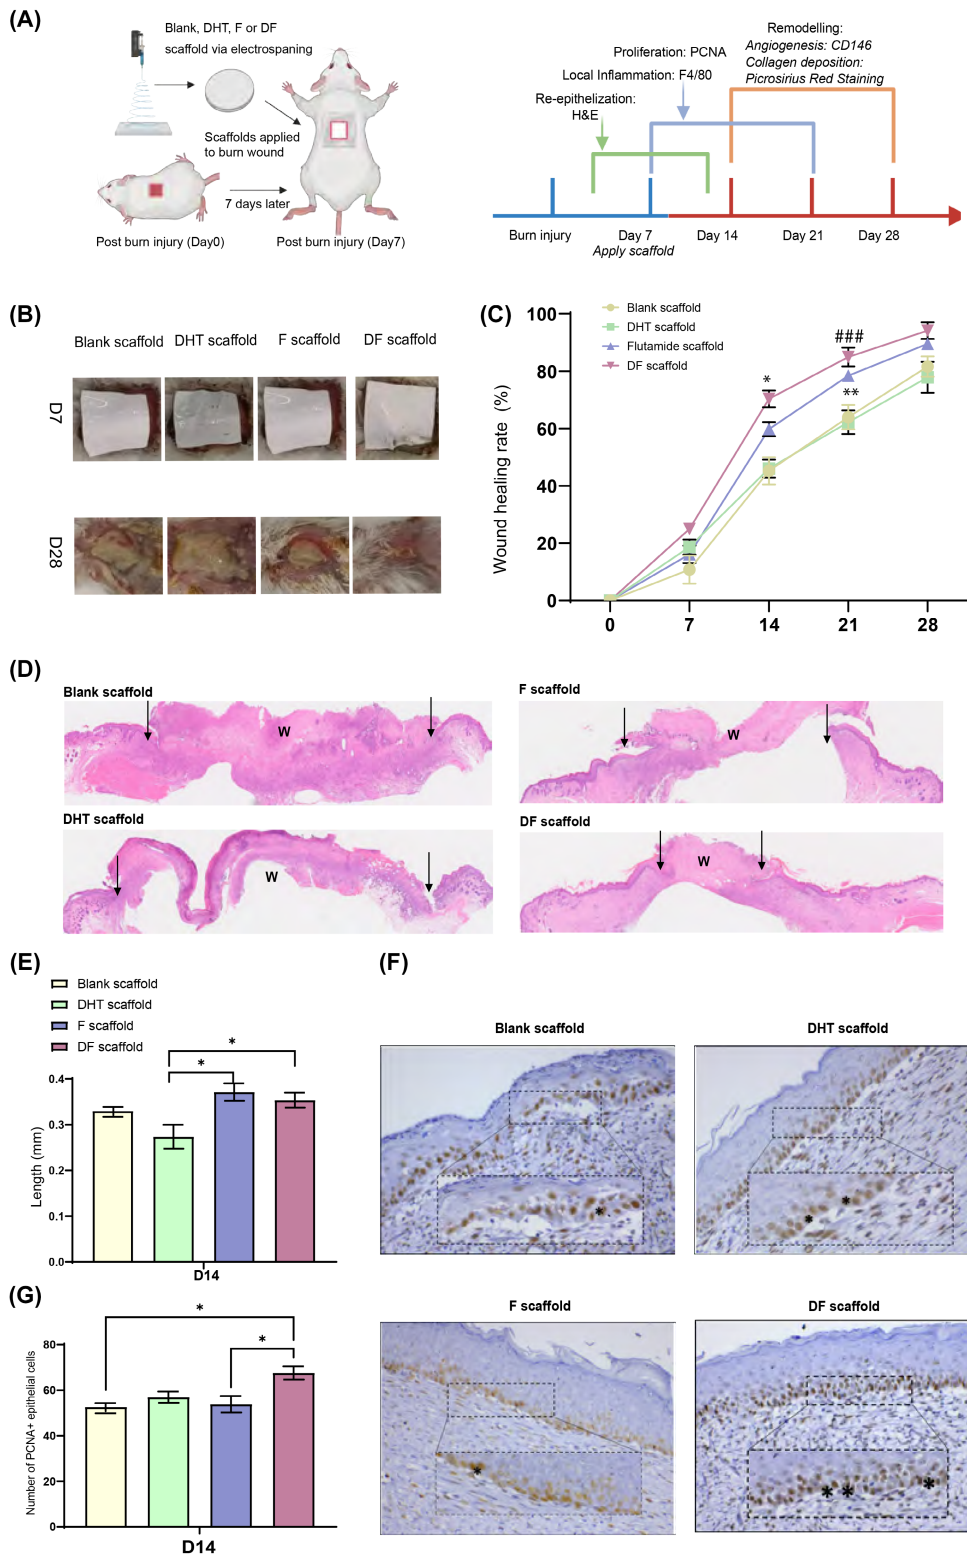 (A)
Blank, DHT, F or DF
scaffold via electrospaning
Scaffolds applied
to burn wound
7 days later
Post burn injury (Day0)
Post burn injury (Day7)
Remodelling:
Angiogenesis: CD146
Collagen deposition:
Picrosirius Red Staining
Proliferation: PCNA
Local Inflammation: F4/80
Re-epithelization:
H&E
Burn injury
Day 7
Apply scaffold
Day 14
Day 21
Day 28
(B)
Blank scaffold DHT scaffold F scaffold DF scaffold
D7
D28
(C)
Blank scaffold
DHT scaffold
Flutamide scaffold
DF scaffold
Wound healing rate (%)
100
80
60
40
20
0
*
###
**
0 7 14 21 28
(D)
Blank scaffold
W
F scaffold
W
DHT scaffold
W
DF scaffold
W
(E)
Blank scaffold
DHT scaffold
F scaffold
DF scaffold
*
*
Length (mm)
0.4
0.3
0.2
0.1
0.0
D14
(F)
Blank scaffold
*
DHT scaffold
*
*
F scaffold
*
DF scaffold
* * *
(G)
*
*
Number of PCNA+ epithelial cells
80
60
40
20
0
D14